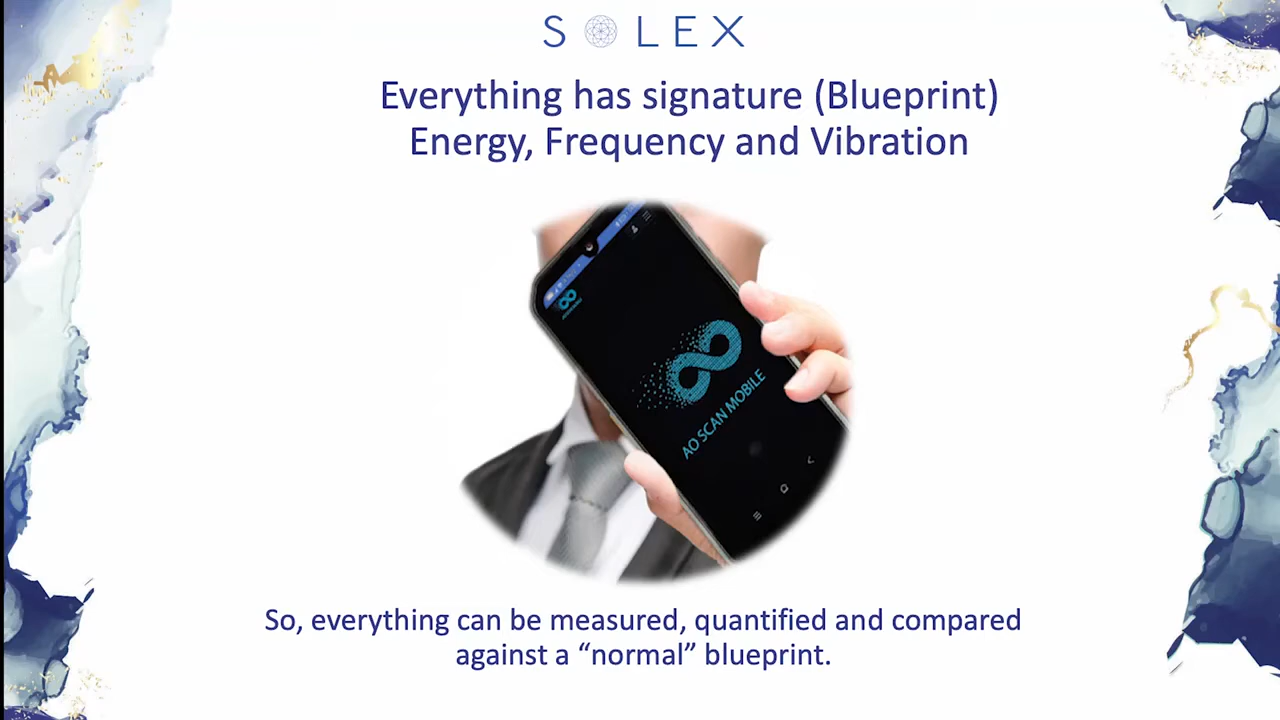 SOLEX
Everything has signature (Blueprint)
Energy, Frequency and Vibration
AO SCAN MOBILE
So, everything can be measured, quantified and compared
against a “normal” blueprint.